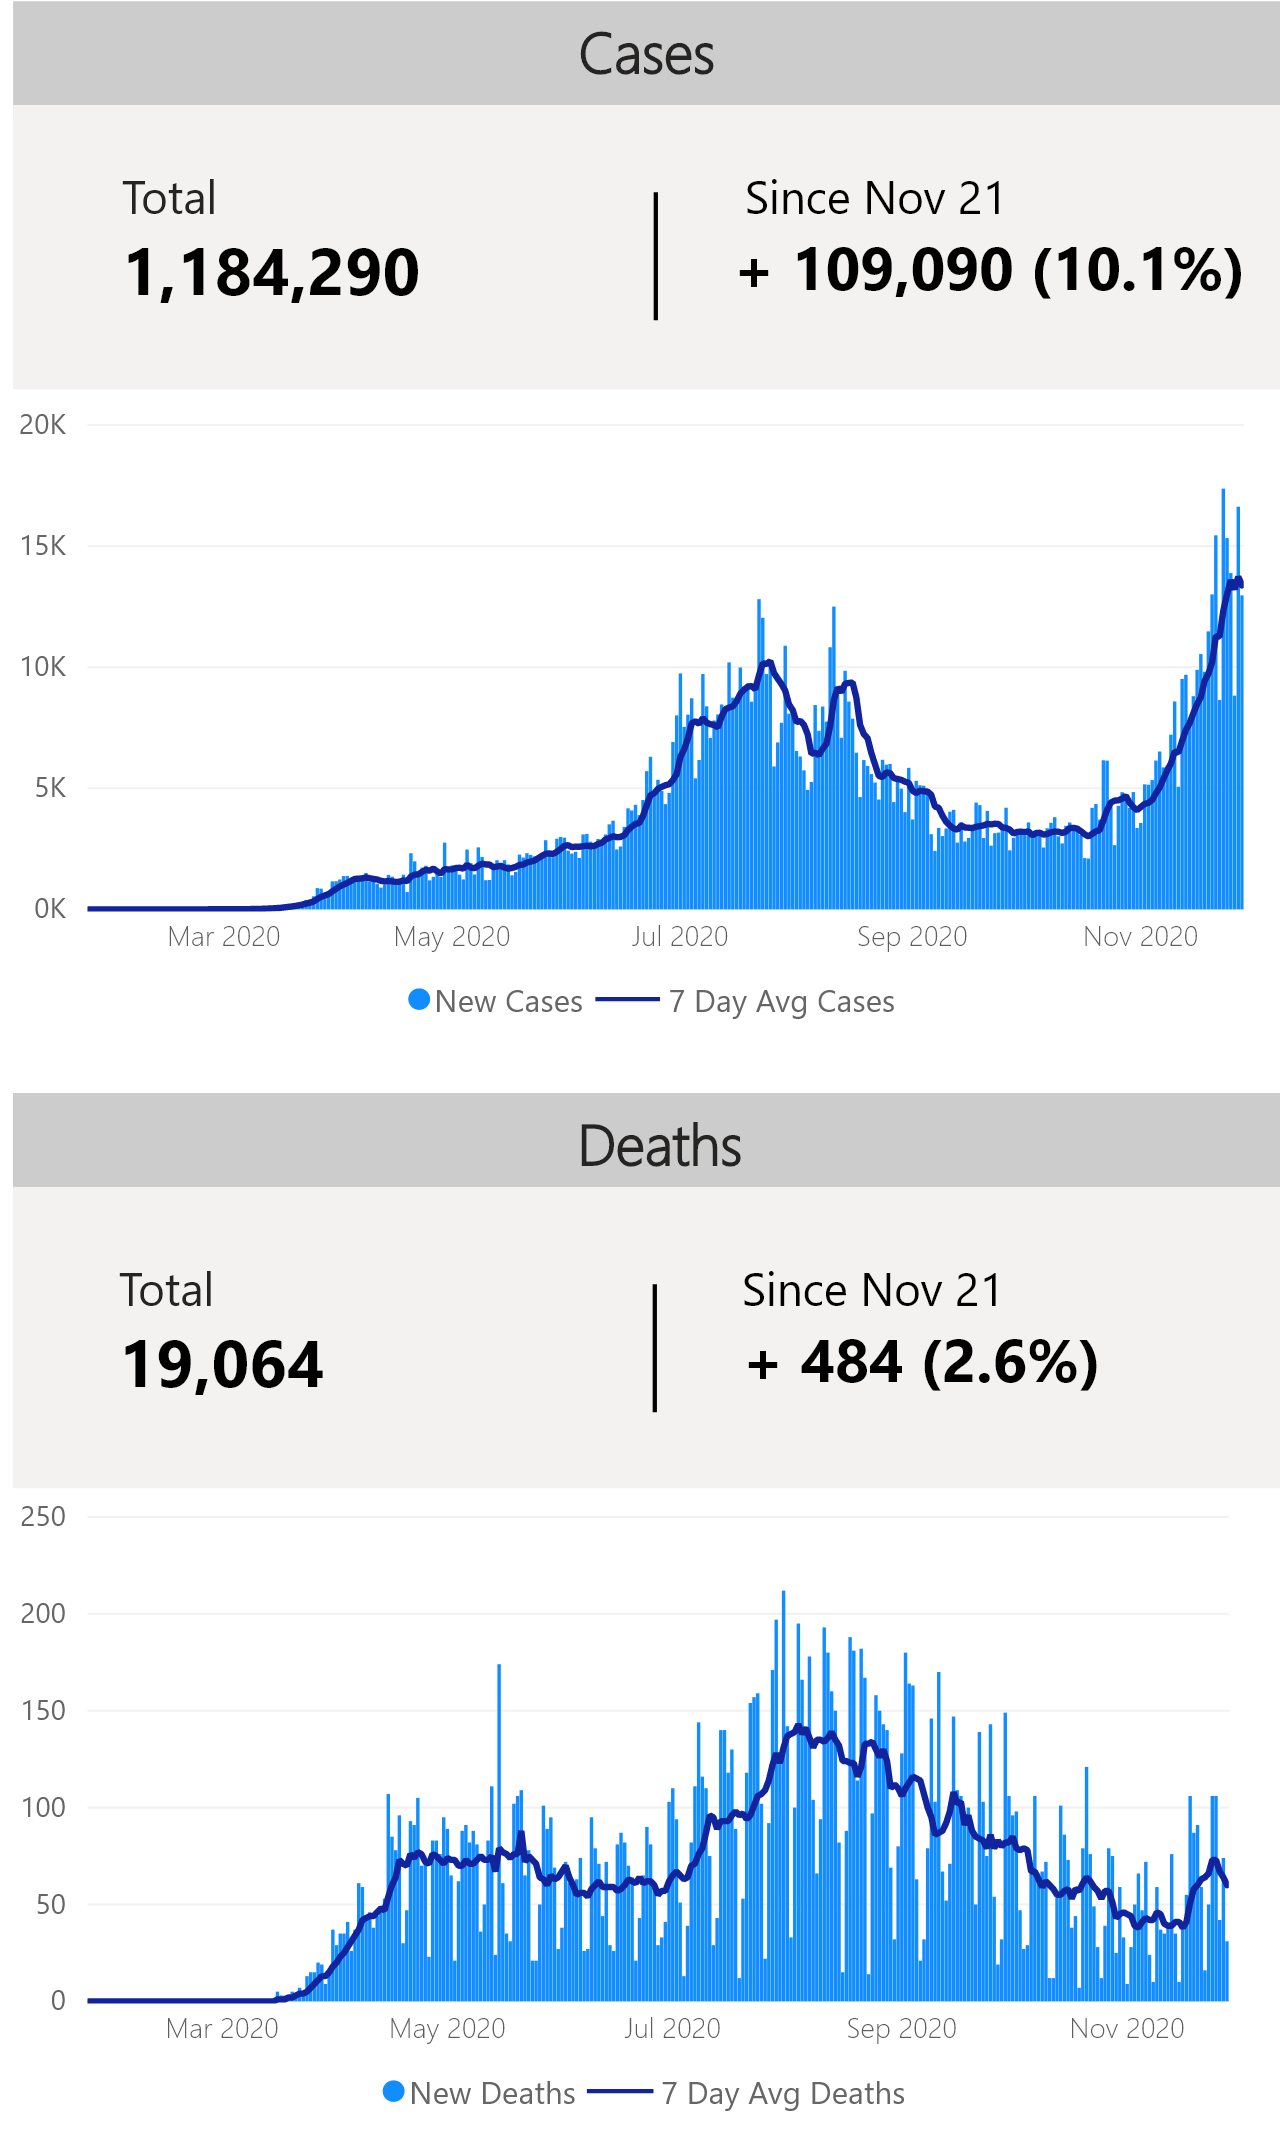 Cases
Total
Since Nov 21
1,184,290
+ 109,090 (10.1%)
20K
15K
10K
5K
0K
Mar 2020 May 2020 Jul 2020 Sep 2020 Nov 2020
New Cases 7 Day Avg Cases
Deaths
Total
Since Nov 21
19,064
+ 484 (2.6%)
250
200
150
100
50
0
Mar 2020 May 2020 Jul 2020 Sep 2020 Nov 2020
New Deaths 7 Day Avg Deaths